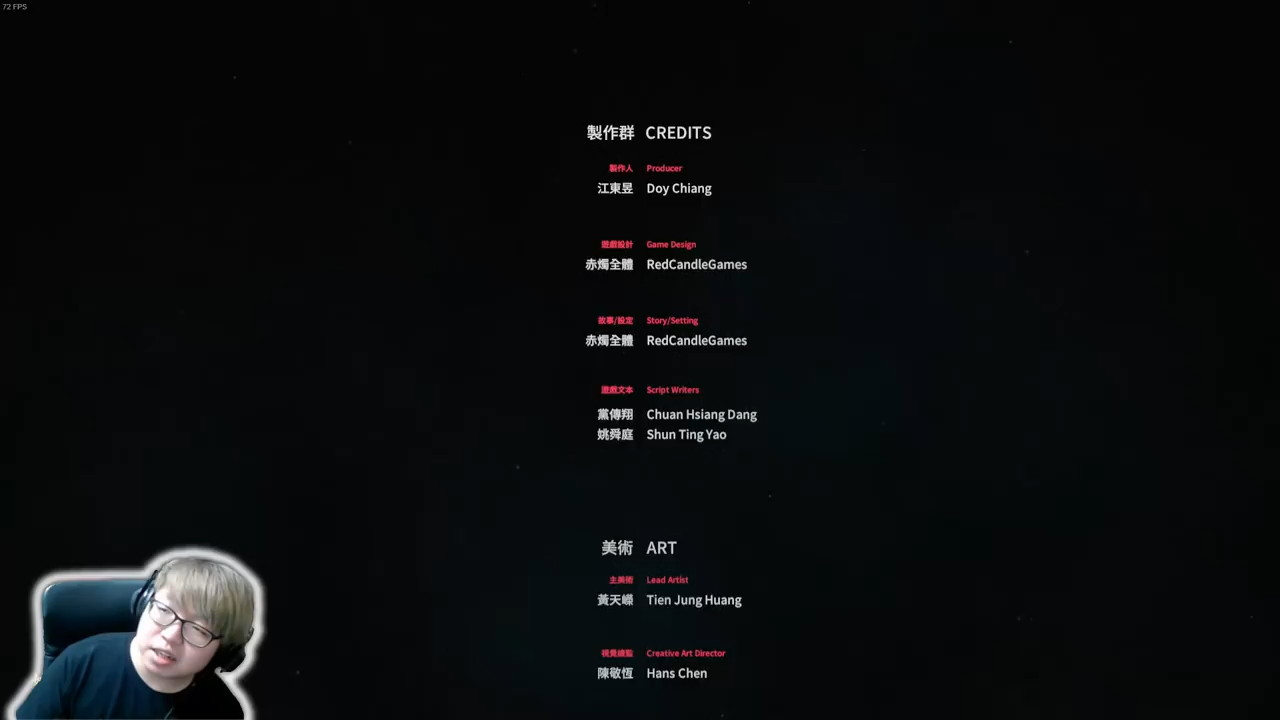 72 FPS
製作群 CREDITS
製作人 Producer
江東昱 Doy Chiang
遊戲設計 Game Design
赤燭全體 RedCandleGames
故事/設定 Story/Setting
赤燭全體 RedCandleGames
遊戲文本 Script Writers
黨傳翔 Chuan Hsiang Dang
姚舜庭 Shun Ting Yao
美術 ART
主美術 Lead Artist
黃天嶸 Tien Jung Huang
視覺總監 Creative Art Director
陳敬恆 Hans Chen